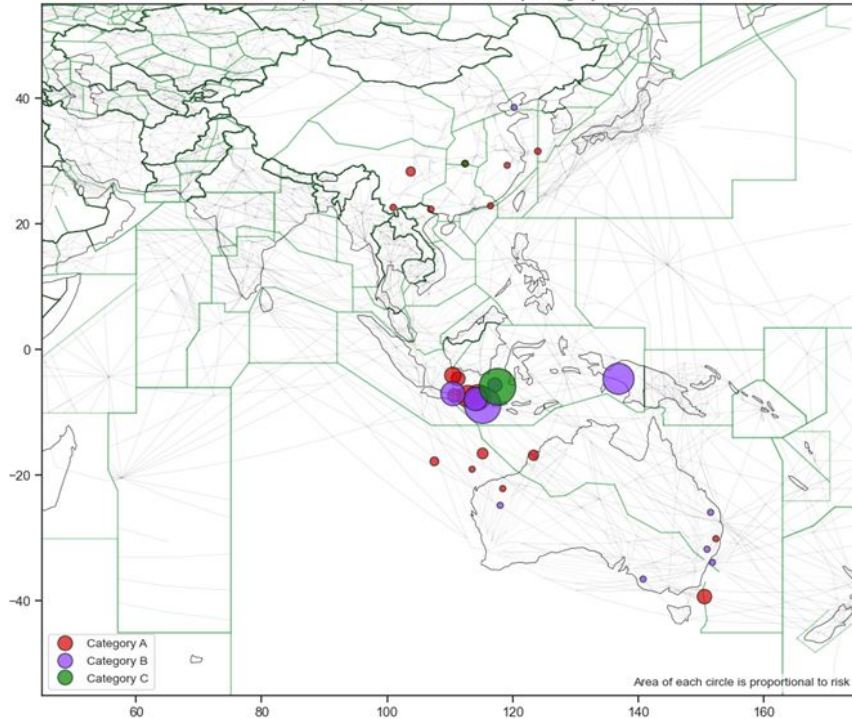 40
20
0
−20
−40
Category A
Category B
Category C
Area of each circle is proportional to risk
60 80 100 120 140 160